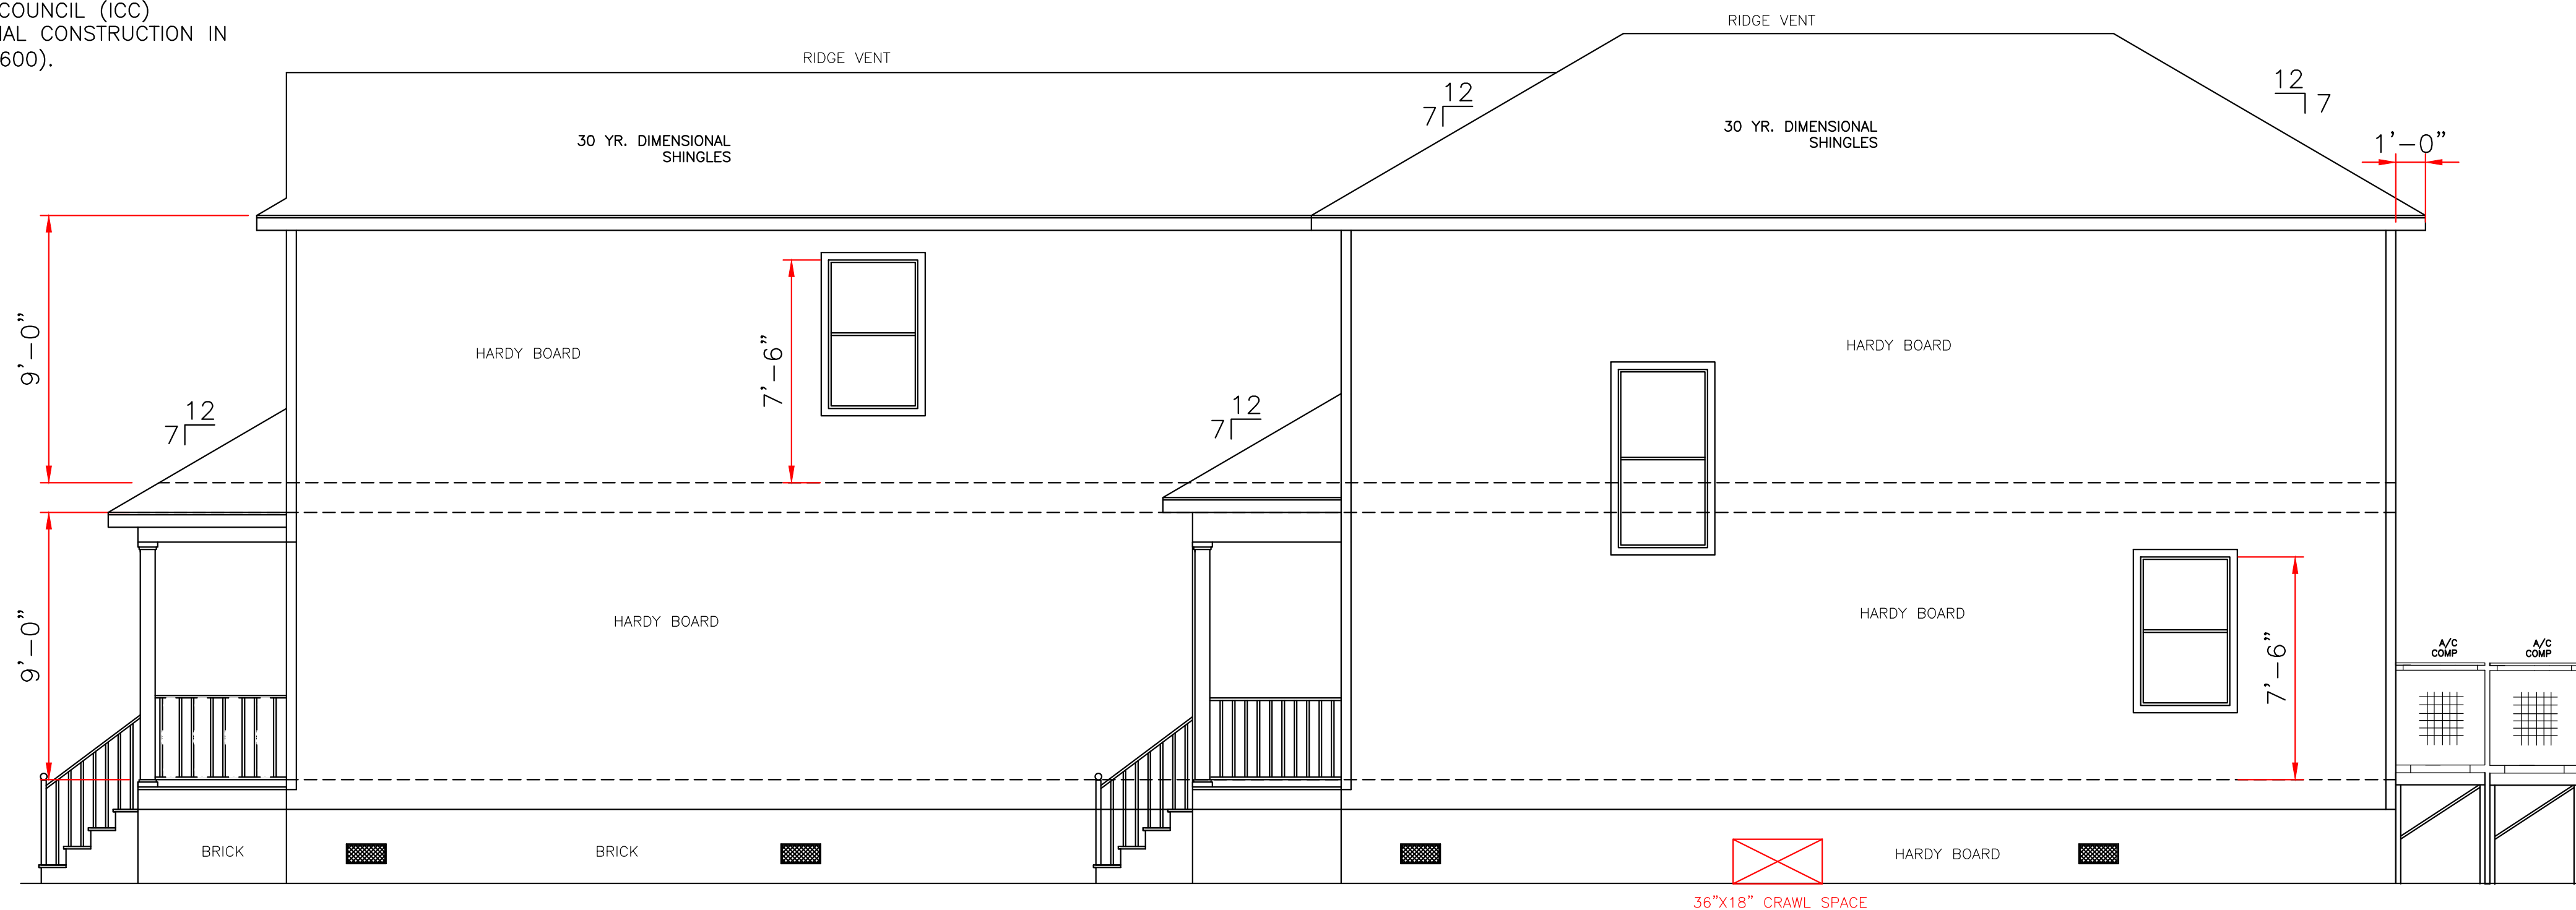 COUNCIL (ICC)
CONSTRUCTION IN
600).
RIDGE VENT
RIDGE VENT
12
7
12
7
30 YR. DIMENSIONAL
SHINGLES
30 YR. DIMENSIONAL
SHINGLES
1'-0"
9'-0"
7'-6"
HARDY BOARD
HARDY BOARD
12
7
12
7
9'-0"
HARDY BOARD
HARDY BOARD
7'-6"
A/C
COMP
A/C
COMP
BRICK
BRICK
HARDY BOARD
36"X18" CRAWL SPACE